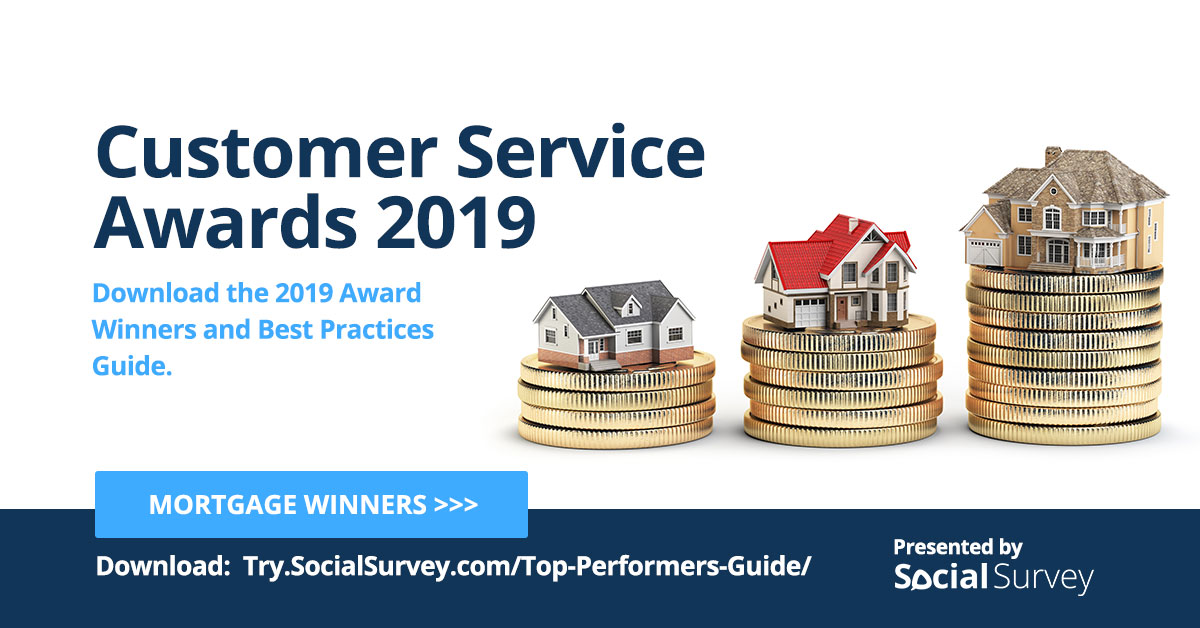 Customer Service
Awards 2019
Download the 2019 Award
Winners and Best Practices
Guide.
MORTGAGE WINNERS >>>
Download: Try.SocialSurvey.com/Top-Performers-Guide/
Presented by
SocialSurvey